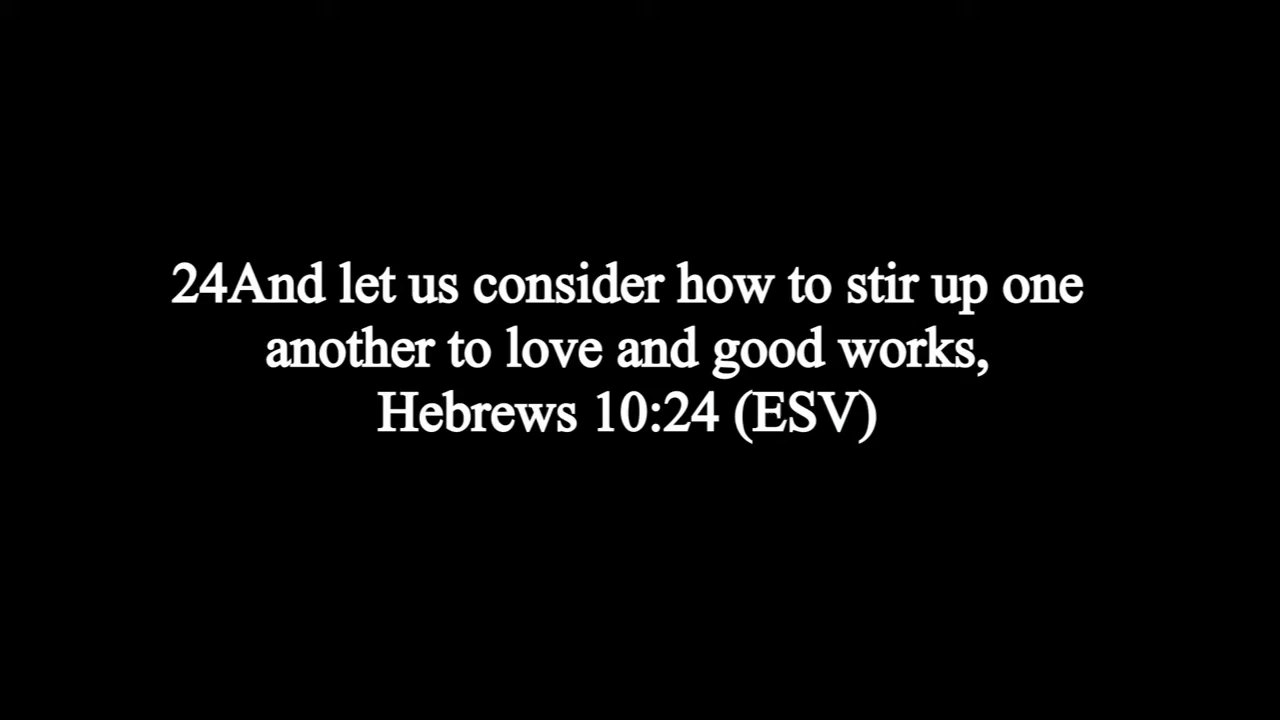 24And let us consider how to stir up one
another to love and good works,
Hebrews 10:24 (ESV)